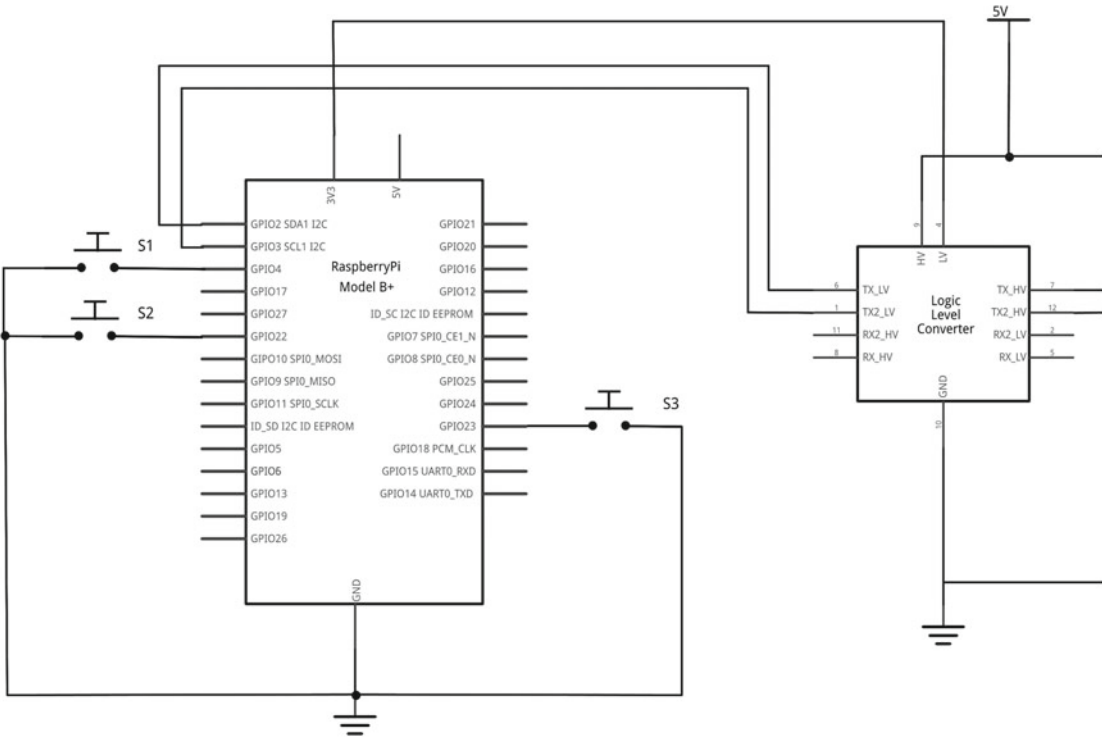 5V
3V3
5V
GPIO2 SDA1 I2C
GPIO3 SCL1 I2C
GPIO4
GPIO17
GPIO27
GPIO22
GIPO10 SPI0_MOSI
GPIO9 SPI0_MISO
GPIO11 SPI0_SCLK
ID_SD I2C ID EEPROM
GPIO5
GPIO6
GPIO13
GPIO19
GPIO26
RaspberryPi
Model B+
GPIO21
GPIO20
GPIO16
GPIO12
ID_SC I2C ID EEPROM
GPIO7 SPI0_CE1_N
GPIO8 SPI0_CE0_N
GPIO25
GPIO24
GPIO23
GPIO18 PCM_CLK
GPIO15 UART0_RXD
GPIO14 UART0_TXD
GND
S1
S2
S3
9
4
HV
LV
6
TX_LV
1
TX2_LV
11
RX2_HV
8
RX_HV
Logic
Level
Converter
TX_HV
7
TX2_HV
12
RX2_LV
2
RX_LV
5
GND
10